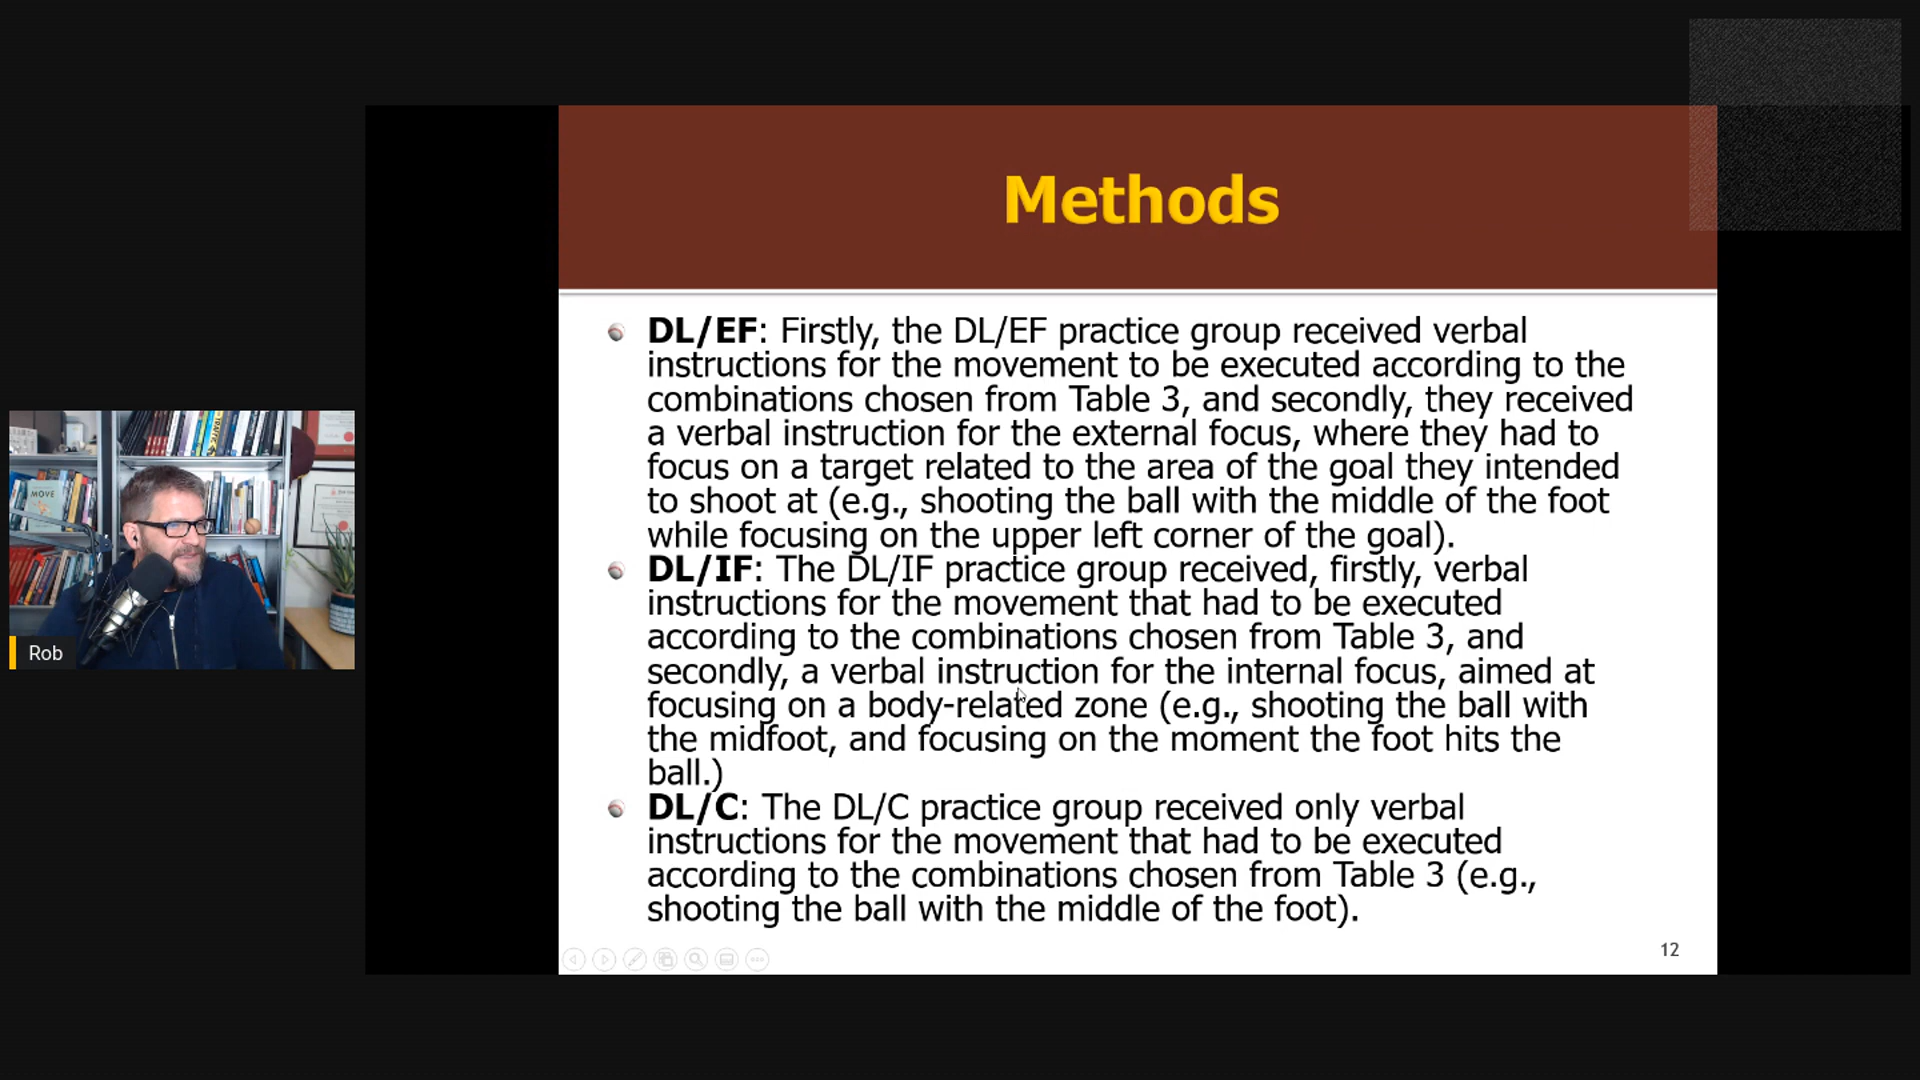 Methods
DL/EF: Firstly, the DL/EF practice group received verbal
instructions for the movement to be executed according to the
combinations chosen from Table 3, and secondly, they received
a verbal instruction for the external focus, where they had to
focus on a target related to the area of the goal they intended
to shoot at (e.g., shooting the ball with the middle of the foot
while focusing on the upper left corner of the goal).
DL/IF: The DL/IF practice group received, firstly, verbal
instructions for the movement that had to be executed
according to the combinations chosen from Table 3, and
secondly, a verbal instruction for the internal focus, aimed at
focusing on a body-related zone (e.g., shooting the ball with
the midfoot, and focusing on the moment the foot hits the
ball.)
DL/C: The DL/C practice group received only verbal
instructions for the movement that had to be executed
according to the combinations chosen from Table 3 (e.g.,
shooting the ball with the middle of the foot).
12
MOVE
Rob